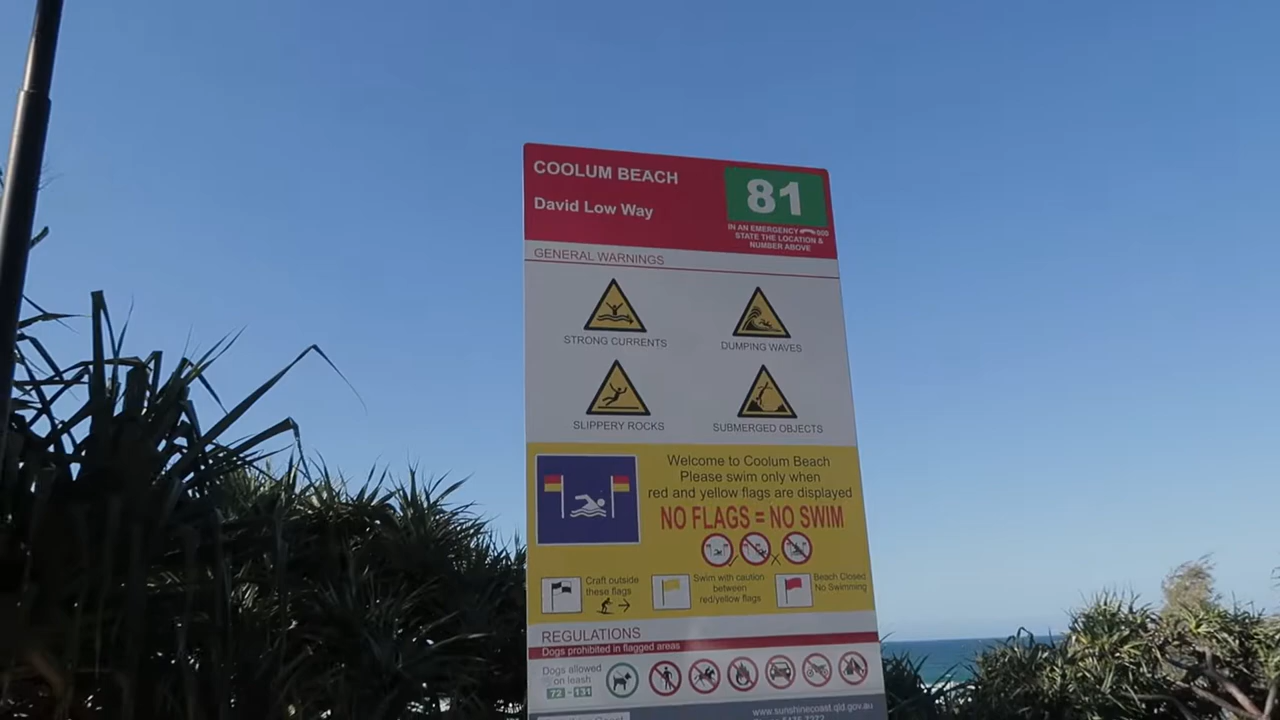 COOLUM BEACH
David Low Way
81
IN AN EMERGENCY 000
STATE THE LOCATION &
NUMBER ABOVE
GENERAL WARNINGS
STRONG CURRENTS
DUMPING WAVES
SLIPPERY ROCKS
SUBMERGED OBJECTS
Welcome to Coolum Beach
Please swim only when
red and yellow flags are displayed
NO FLAGS = NO SWIM
Craft outside
these flags
Swim with caution
between
red/yellow flags
Beach Closed
No Swimming
REGULATIONS
Dogs prohibited in flagged areas
Dogs allowed
on leash
72 - 131
www.sunshinecoast.qld.gov.au